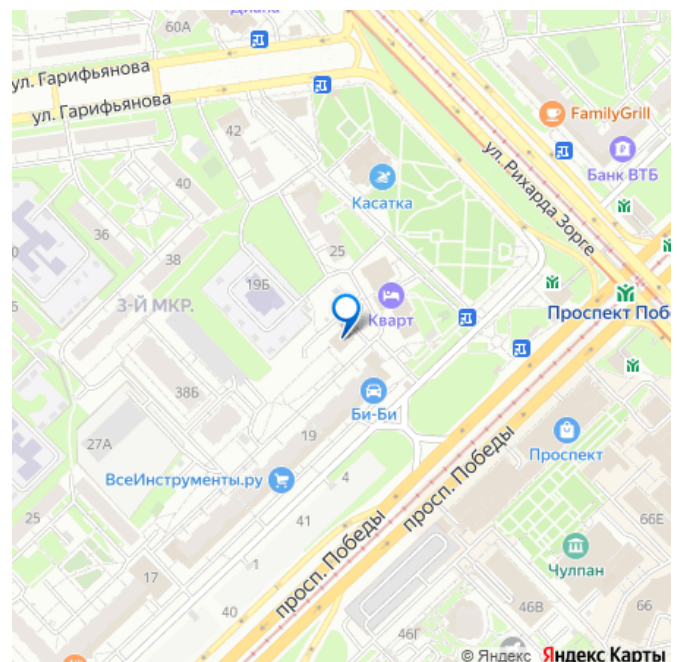 Диана
60А
ул. Гарифьянова
ул. Гарифьянова
42
FamilyGrill
Банк ВТБ
ул. Рихарда Зорге
40
Касатка
36
38
25
19Б
3-Й МКР.
Кварт
Проспект Поб
38Б
Би-Би
27А
19
Проспект
ВсеИнструменты.ру
4
просп. Победы
просп. Победы
25
41
66Е
1
Чулпан
17
40
46В
66
46Г
© Яндекс Яндекс Карты